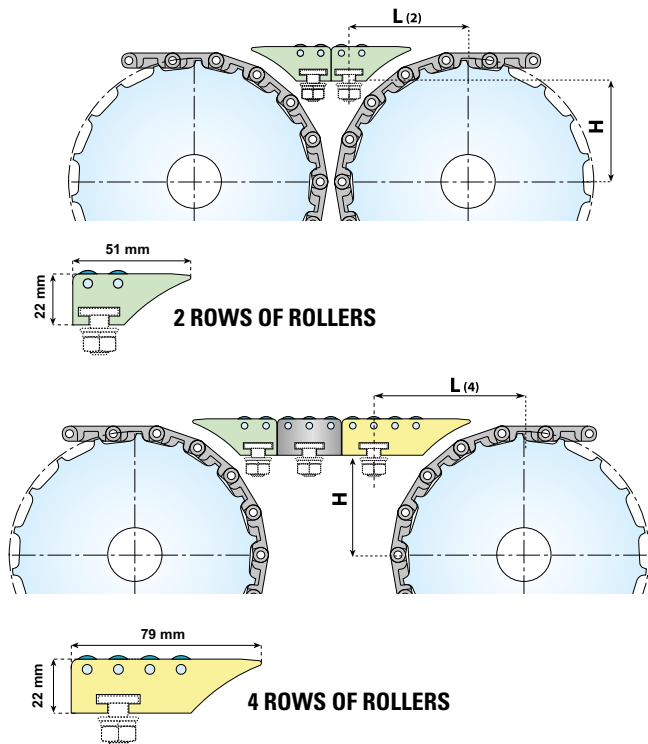 L (2)
H
51 mm
22 mm
2 ROWS OF ROLLERS
L (4)
H
79 mm
22 mm
4 ROWS OF ROLLERS